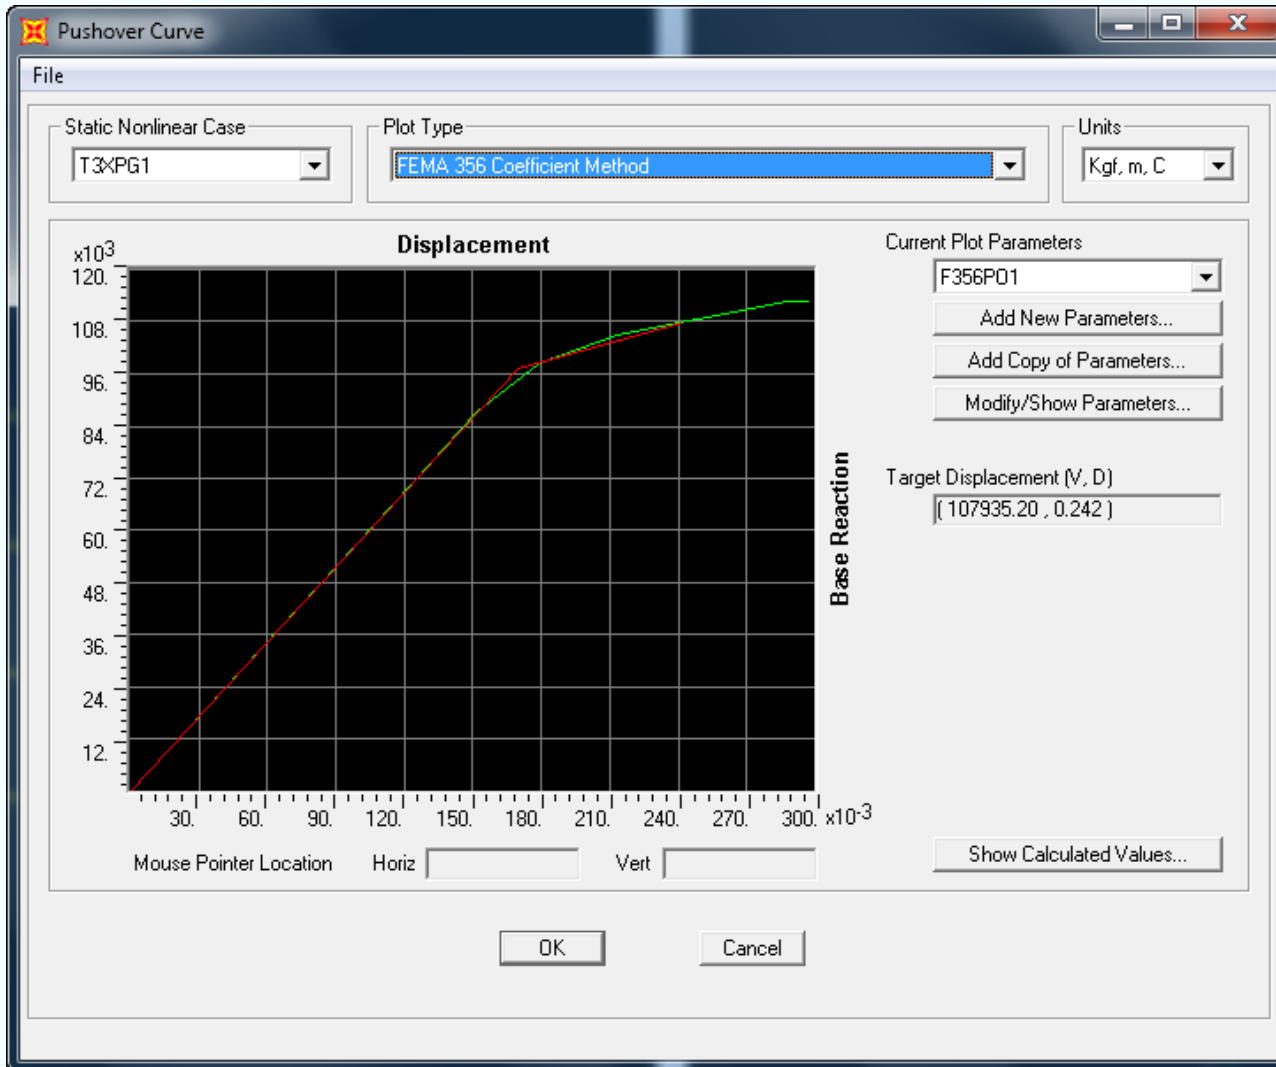 Pushover Curve
File
Static Nonlinear Case
Plot Type
Units
T3XPG1
FEMA 356 Coefficient Method
Kgf, m, C
Displacement
x10³
120.
108.
96.
84.
72.
60.
48.
36.
24.
12.
30. 60. 90. 120. 150. 180. 210. 240. 270. 300. x10⁻³
Base Reaction
Current Plot Parameters
F356PO1
Add New Parameters...
Add Copy of Parameters...
Modify/Show Parameters...
Target Displacement (V, D)
( 107935.20 , 0.242 )
Mouse Pointer Location Horiz Vert
Show Calculated Values...
OK Cancel